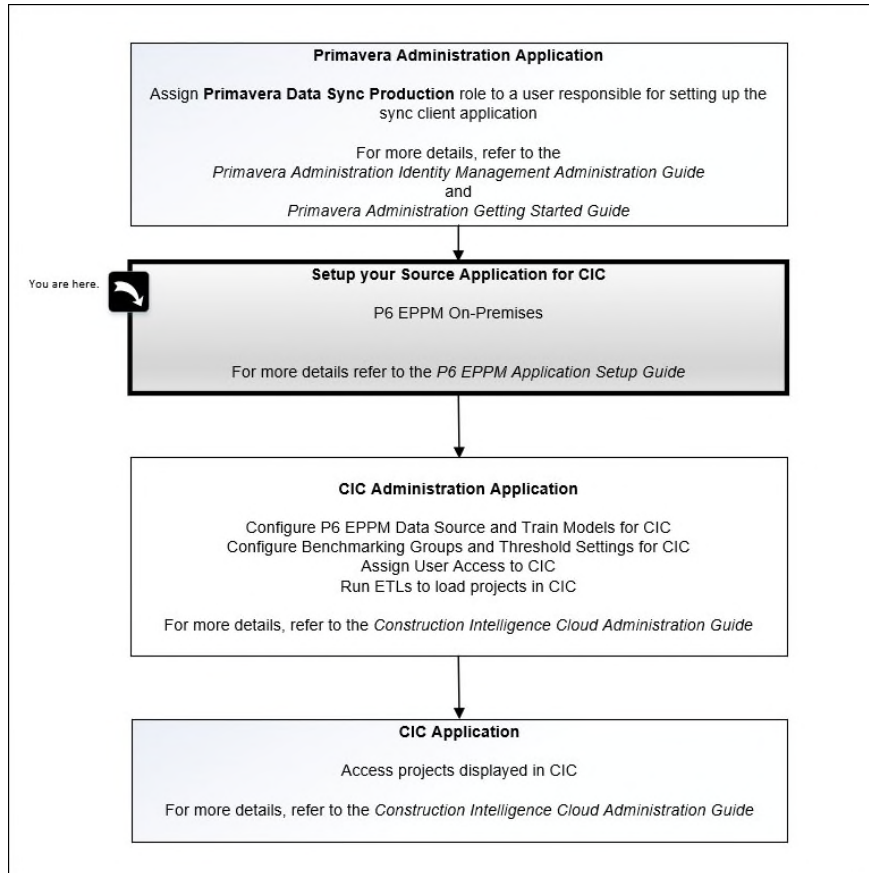 Primavera Administration Application
Assign Primavera Data Sync Production role to a user responsible for setting up the
sync client application
For more details, refer to the
Primavera Administration Identity Management Administration Guide
and
Primavera Administration Getting Started Guide
You are here.
Setup your Source Application for CIC
P6 EPPM On-Premises
For more details refer to the P6 EPPM Application Setup Guide
CIC Administration Application
Configure P6 EPPM Data Source and Train Models for CIC
Configure Benchmarking Groups and Threshold Settings for CIC
Assign User Access to CIC
Run ETLs to load projects in CIC
For more details, refer to the Construction Intelligence Cloud Administration Guide
CIC Application
Access projects displayed in CIC
For more details, refer to the Construction Intelligence Cloud Administration Guide